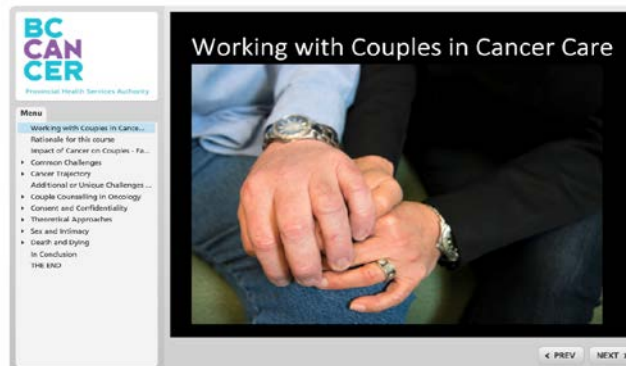 BC
CAN
CER
Provincial Health Services Authority
Menu
Working with Couples in Cance...
Rationale for this course
Impact of Cancer on Couples - Fa...
Common Challenges
Cancer Trajectory
Additional or Unique Challenges ...
Couple Counselling in Oncology
Consent and Confidentiality
Theoretical Approaches
Sex and Intimacy
Death and Dying
In Conclusion
THE END
Working with Couples in Cancer Care
< PREV NEXT >